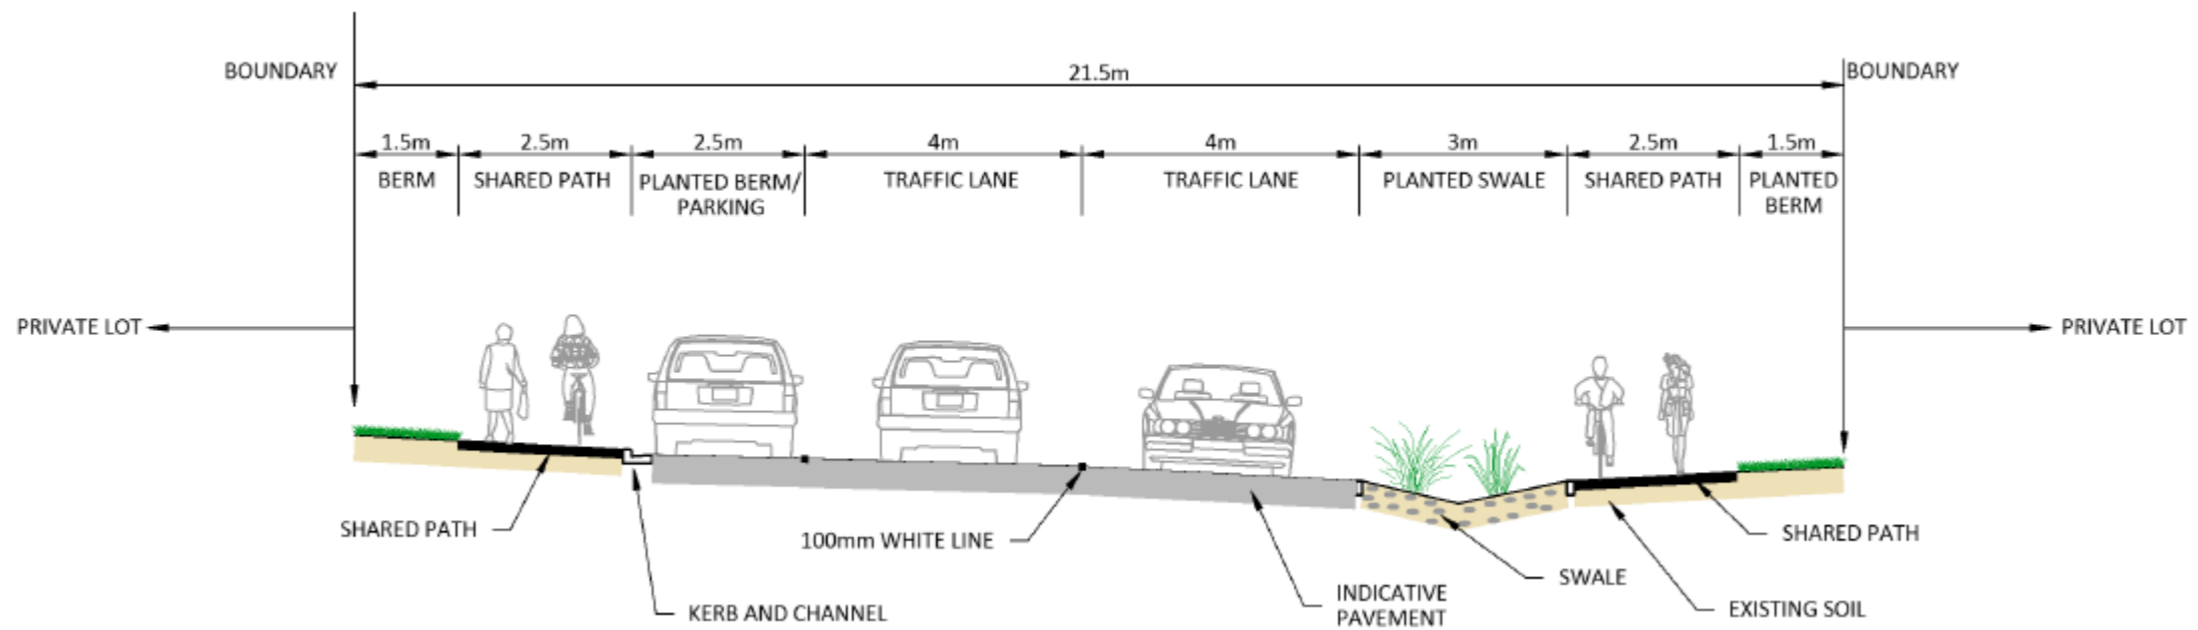 BOUNDARY
21.5m
BOUNDARY
1.5m
2.5m
2.5m
4m
4m
3m
2.5m
1.5m
BERM
SHARED PATH
PLANTED BERM/
PARKING
TRAFFIC LANE
TRAFFIC LANE
PLANTED SWALE
SHARED PATH
PLANTED
BERM
PRIVATE LOT
PRIVATE LOT
SHARED PATH
100mm WHITE LINE
SHARED PATH
KERB AND CHANNEL
INDICATIVE
PAVEMENT
SWALE
EXISTING SOIL